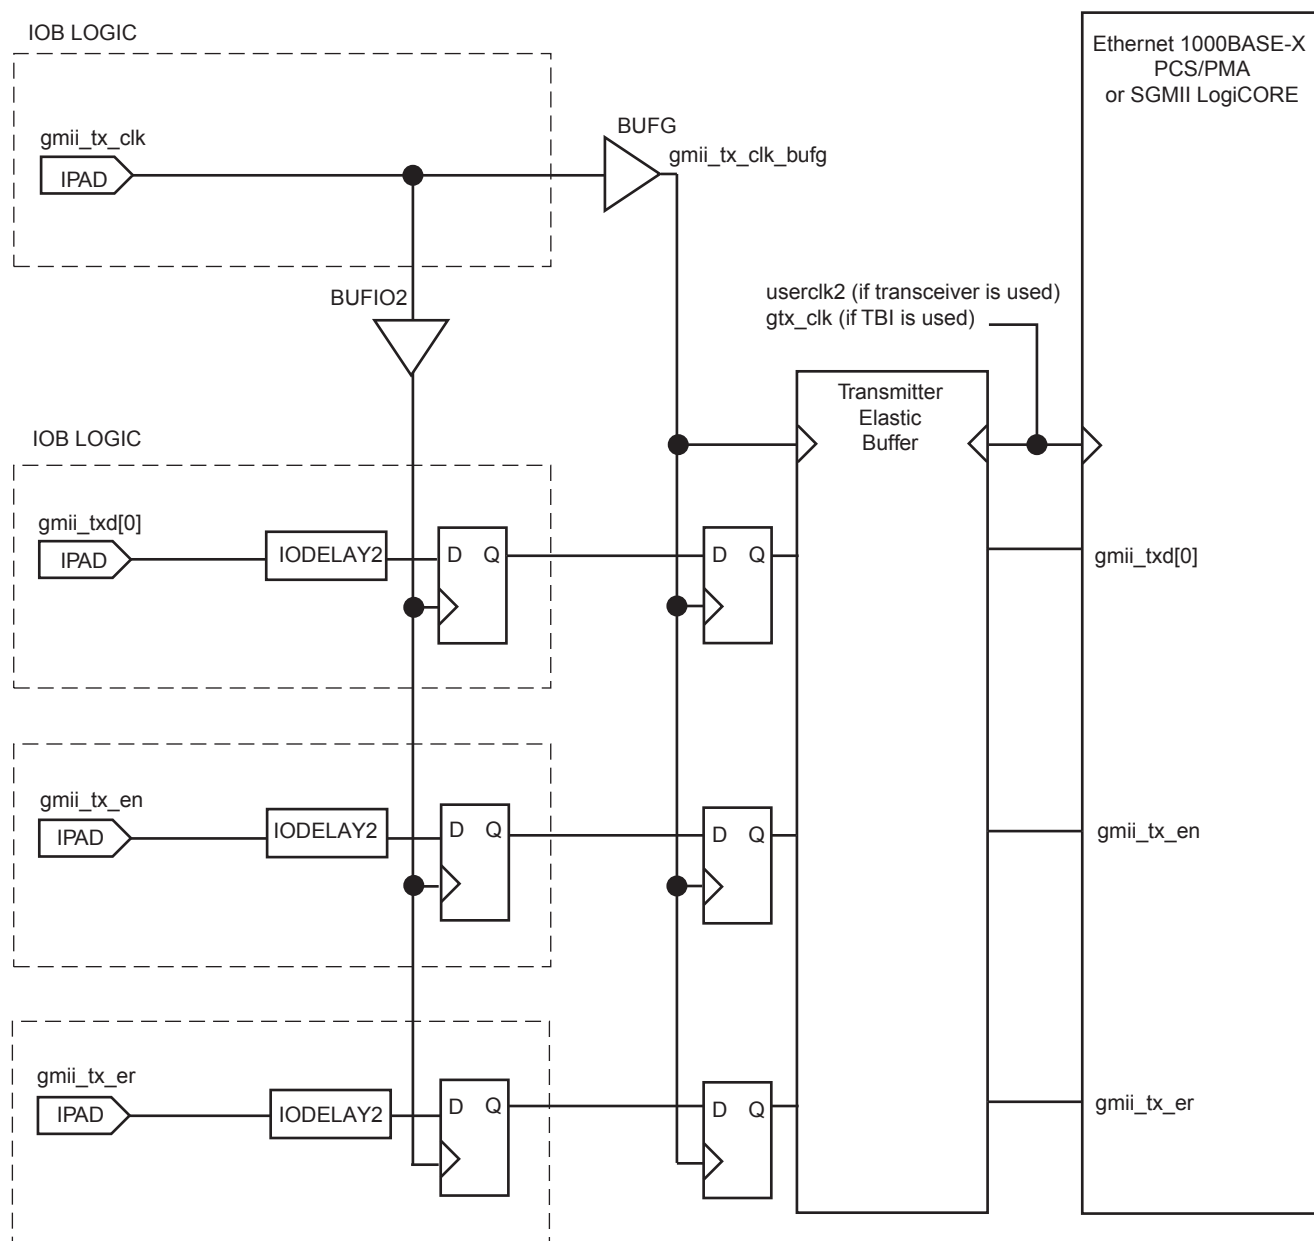 IOB LOGIC
gmii_tx_clk
IPAD
BUFG
gmii_tx_clk_bufg
Ethernet 1000BASE-X
PCS/PMA
or SGMII LogiCORE
BUFIO2
userclk2 (if transceiver is used)
gtx_clk (if TBI is used)
Transmitter
Elastic
Buffer
IOB LOGIC
gmii_txd[0]
IPAD
IODELAY2
D Q
D Q
gmii_txd[0]
gmii_tx_en
IPAD
IODELAY2
D Q
D Q
gmii_tx_en
gmii_tx_er
IPAD
IODELAY2
D Q
D Q
gmii_tx_er